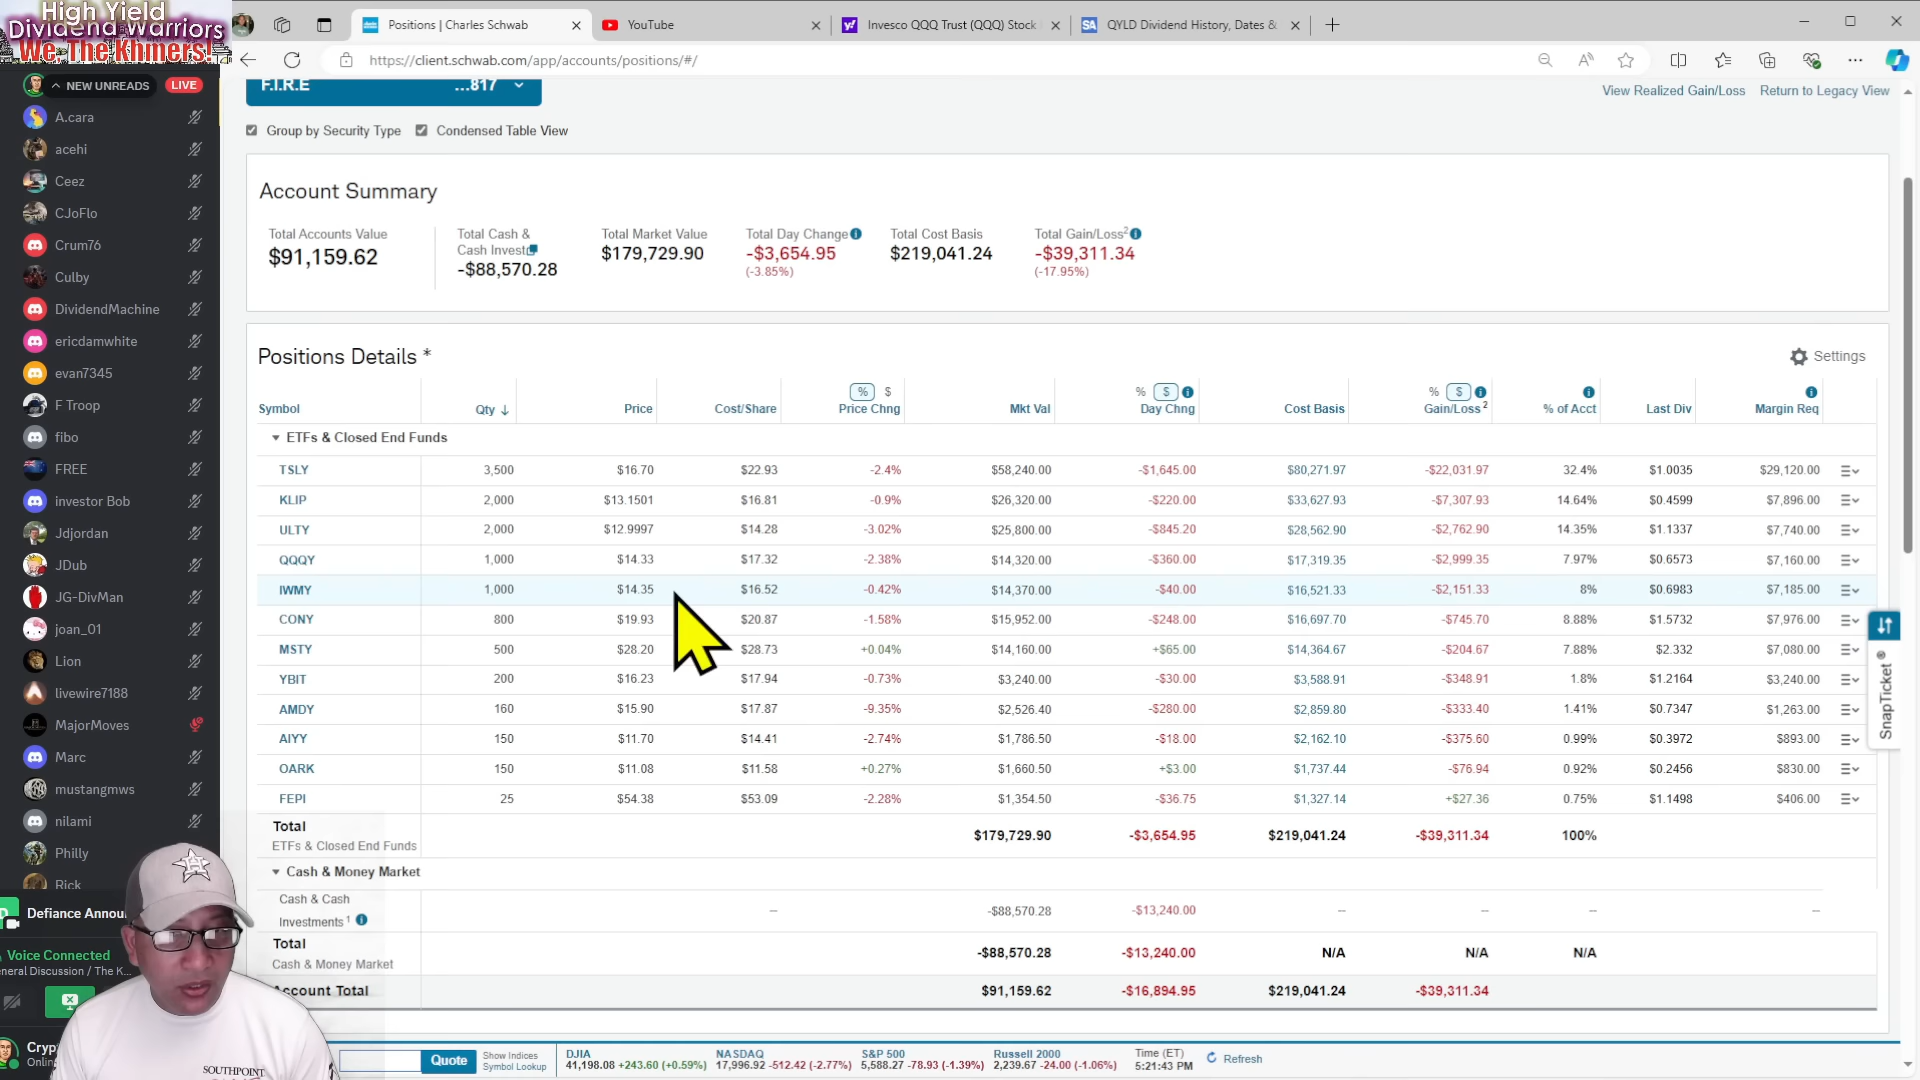 High Yield
Dividend Warriors
We. The Khmers!
Positions | Charles Schwab
YouTube
Invesco QQQ Trust (QQQ) Stock
QYLD Dividend History, Dates &
https://client.schwab.com/app/accounts/positions/#/
NEW UNREADS LIVE
A.cara
acehi
Ceez
CJoFlo
Crum76
Culby
DividendMachine
ericdamwhite
evan7345
F Troop
fibo
FREE
investor Bob
Jdjordan
JDub
JG-DivMan
joan_01
Lion
livewire7188
MajorMoves
Marc
mustangmws
nilami
Philly
Rick
Defiance Annou
Voice Connected
eneral Discussion / The K...
Cryp
Onlin
SOUTHPOINT
F.I.R.E ...817
View Realized Gain/Loss Return to Legacy View
Group by Security Type Condensed Table View
Account Summary
Total Accounts Value
$91,159.62
Total Cash &
Cash Invest
-$88,570.28
Total Market Value
$179,729.90
Total Day Change
-$3,654.95
(-3.85%)
Total Cost Basis
$219,041.24
Total Gain/Loss2
-$39,311.34
(-17.95%)
Positions Details *
Settings
% $ % $ % $
Symbol Qty ↓ Price Cost/Share Price Chng Mkt Val Day Chng Cost Basis Gain/Loss 2 % of Acct Last Div Margin Req
ETFs & Closed End Funds
TSLY 3,500 $16.70 $22.93 -2.4% $58,240.00 -$1,645.00 $80,271.97 -$22,031.97 32.4% $1.0035 $29,120.00
KLIP 2,000 $13.1501 $16.81 -0.9% $26,320.00 -$220.00 $33,627.93 -$7,307.93 14.64% $0.4599 $7,896.00
ULTY 2,000 $12.9997 $14.28 -3.02% $25,800.00 -$845.20 $28,562.90 -$2,762.90 14.35% $1.1337 $7,740.00
QQQY 1,000 $14.33 $17.32 -2.38% $14,320.00 -$360.00 $17,319.35 -$2,999.35 7.97% $0.6573 $7,160.00
IWMY 1,000 $14.35 $16.52 -0.42% $14,370.00 -$40.00 $16,521.33 -$2,151.33 8% $0.6983 $7,185.00
CONY 800 $19.93 $20.87 -1.58% $15,952.00 -$248.00 $16,697.70 -$745.70 8.88% $1.5732 $7,976.00
MSTY 500 $28.20 $28.73 +0.04% $14,160.00 +$65.00 $14,364.67 -$204.67 7.88% $2.332 $7,080.00
YBIT 200 $16.23 $17.94 -0.73% $3,240.00 -$30.00 $3,588.91 -$348.91 1.8% $1.2164 $3,240.00
AMDY 160 $15.90 $17.87 -9.35% $2,526.40 -$280.00 $2,859.80 -$333.40 1.41% $0.7347 $1,263.00
AIYY 150 $11.70 $14.41 -2.74% $1,786.50 -$18.00 $2,162.10 -$375.60 0.99% $0.3972 $893.00
OARK 150 $11.08 $11.58 +0.27% $1,660.50 +$3.00 $1,737.44 -$76.94 0.92% $0.2456 $830.00
FEPI 25 $54.38 $53.09 -2.28% $1,354.50 -$36.75 $1,327.14 +$27.36 0.75% $1.1498 $406.00
Total
ETFs & Closed End Funds
$179,729.90 -$3,654.95 $219,041.24 -$39,311.34 100%
Cash & Money Market
Cash & Cash
Investments 1
-- -$88,570.28 -$13,240.00 -- -- -- --
Total
Cash & Money Market
-$88,570.28 -$13,240.00 N/A N/A N/A
Account Total $91,159.62 -$16,894.95 $219,041.24 -$39,311.34
SnapTicket ®
Quote
Show Indices
Symbol Lookup
DJIA
41,198.08 +243.60 (+0.59%)
NASDAQ
17,996.92 -512.42 (-2.77%)
S&P 500
5,588.27 -78.93 (-1.39%)
Russell 2000
2,239.67 -24.00 (-1.06%)
Time (ET)
5:21:43 PM
Refresh